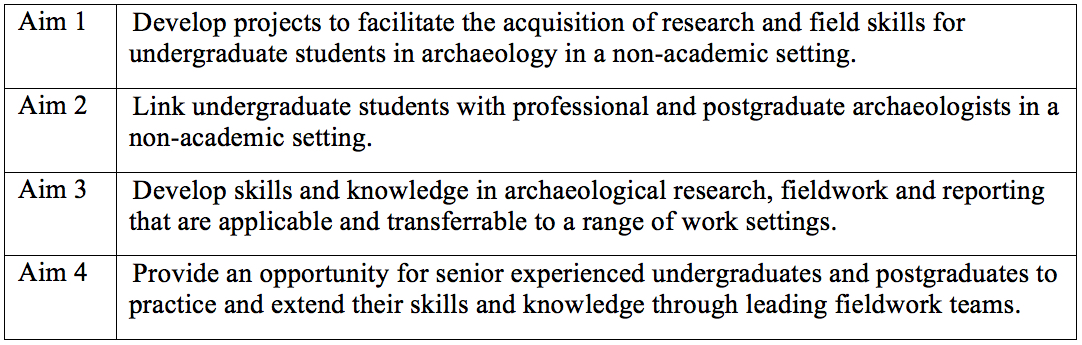 Aim 1 Develop projects to facilitate the acquisition of research and field skills for
undergraduate students in archaeology in a non-academic setting.
Aim 2 Link undergraduate students with professional and postgraduate archaeologists in a
non-academic setting.
Aim 3 Develop skills and knowledge in archaeological research, fieldwork and reporting
that are applicable and transferrable to a range of work settings.
Aim 4 Provide an opportunity for senior experienced undergraduates and postgraduates to
practice and extend their skills and knowledge through leading fieldwork teams.